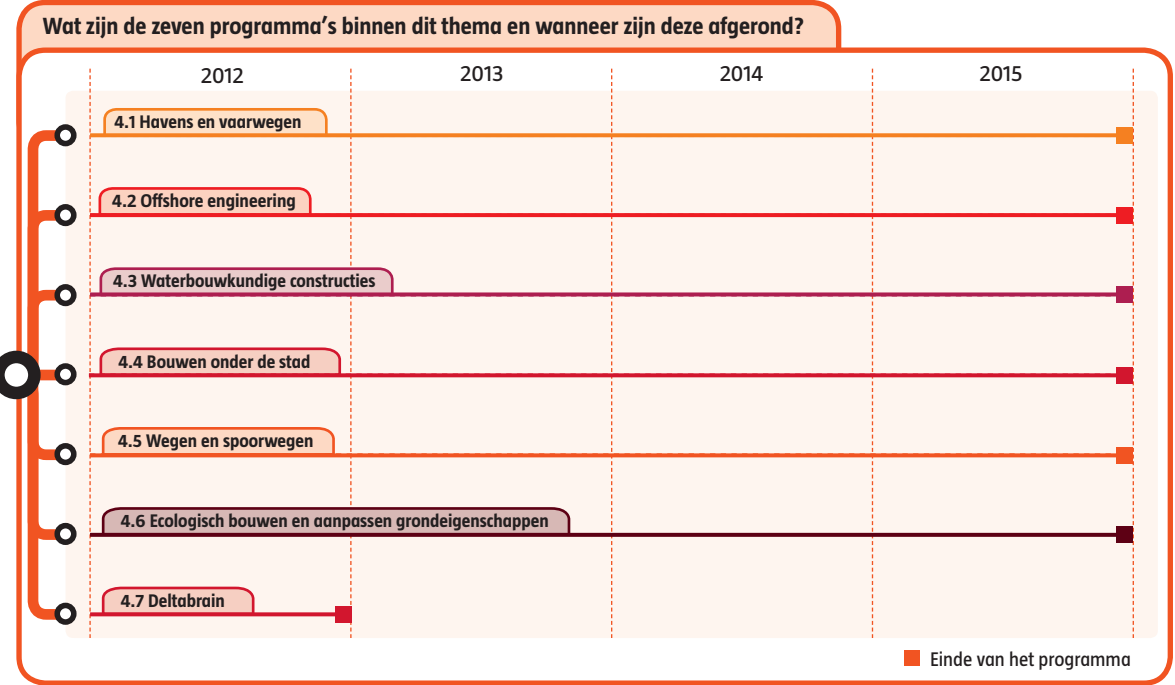 Wat zijn de zeven programma's binnen dit thema en wanneer zijn deze afgerond?
2012 2013 2014 2015
4.1 Havens en vaarwegen
4.2 Offshore engineering
4.3 Waterbouwkundige constructies
4.4 Bouwen onder de stad
4.5 Wegen en spoorwegen
4.6 Ecologisch bouwen en aanpassen grondeigenschappen
4.7 Deltabrain
Einde van het programma